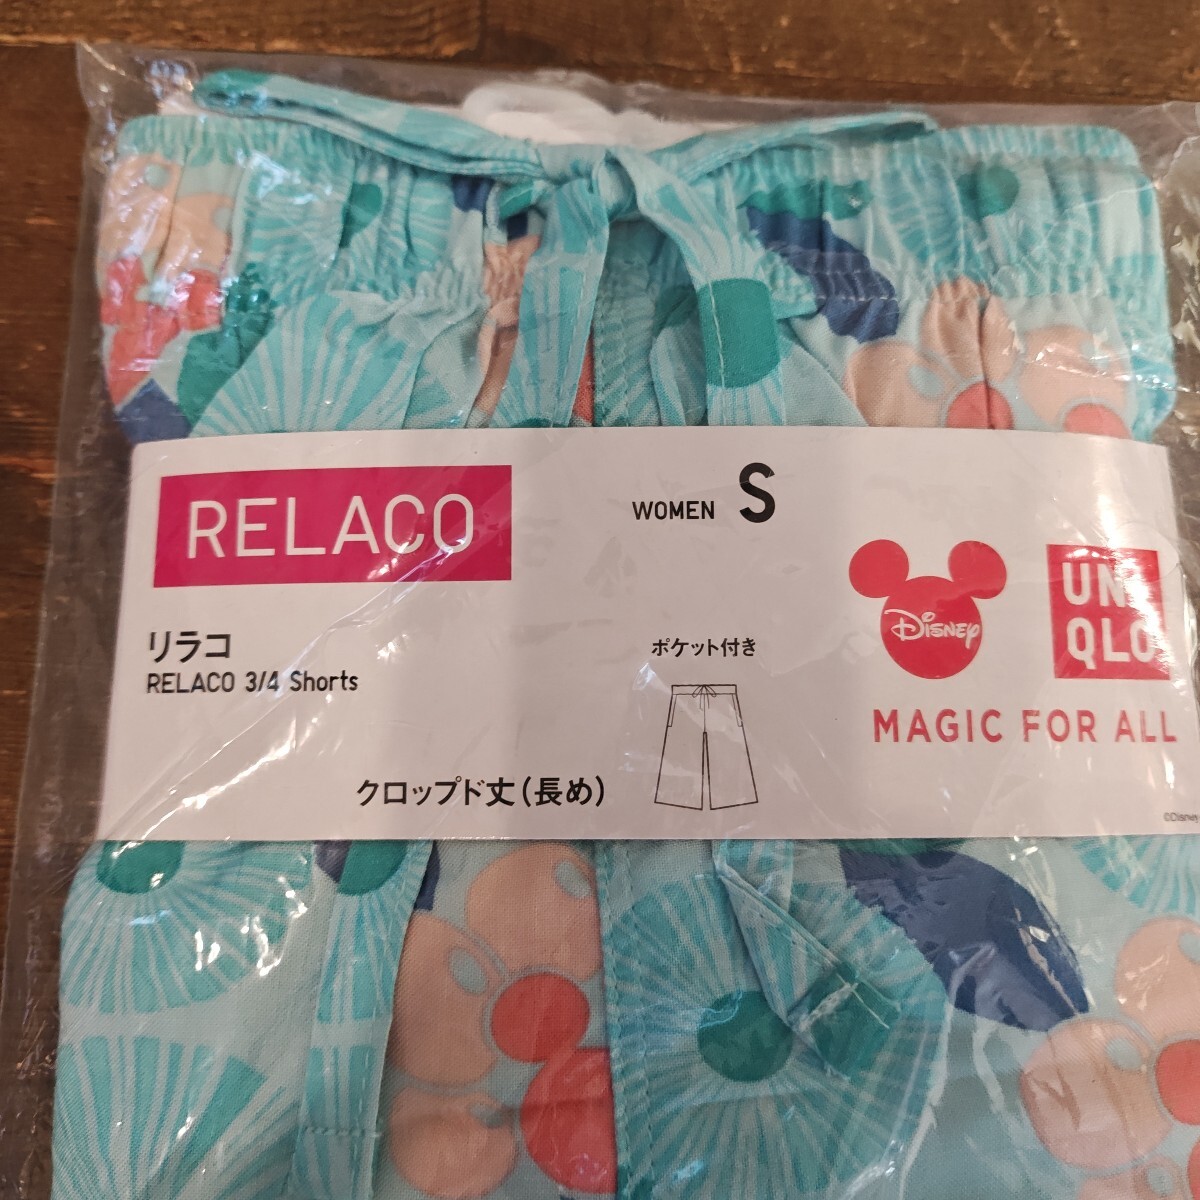 RELACO
WOMEN S
リラコ
RELACO 3/4 Shorts
ポケット付き
クロップド丈(長め)
Disney
UNI
QLO
MAGIC FOR ALL
©Disney